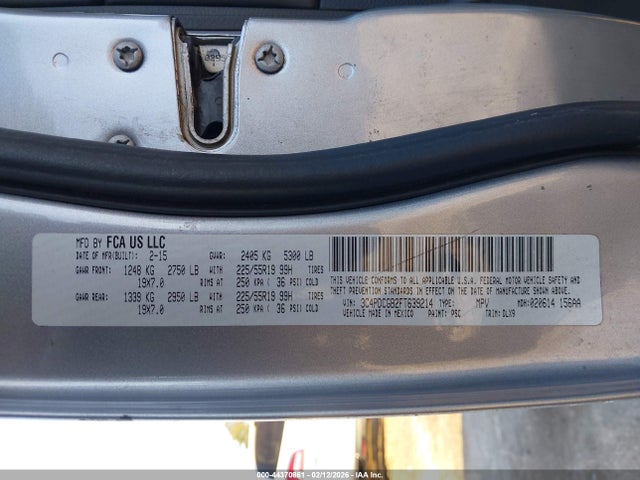 MFD BY FCA US LLC
DATE OF MFR(BUILT): 2-15 GVWR: 2405 KG 5300 LB
GAWR FRONT: 1248 KG 2750 LB WITH 225/55R19 99H TIRES
19X7.0 RIMS AT 250 KPA ( 36 PSI) COLD
GAWR REAR: 1339 KG 2950 LB WITH 225/55R19 99H TIRES
19X7.0 RIMS AT 250 KPA ( 36 PSI) COLD
THIS VEHICLE CONFORMS TO ALL APPLICABLE U.S.A. FEDERAL MOTOR VEHICLE SAFETY,
BUMPER, AND THEFT PREVENTION STANDARDS IN EFFECT ON THE DATE OF
MANUFACTURE SHOWN ABOVE.
VIN: 3C4PDCGB2FT639214 TYPE: MPV MDH: 020614 156AA
VEHICLE MADE IN MEXICO PAINT: PSC TRIM: DLX9
000-44370861 - 02/12/2026 - IAA Inc.